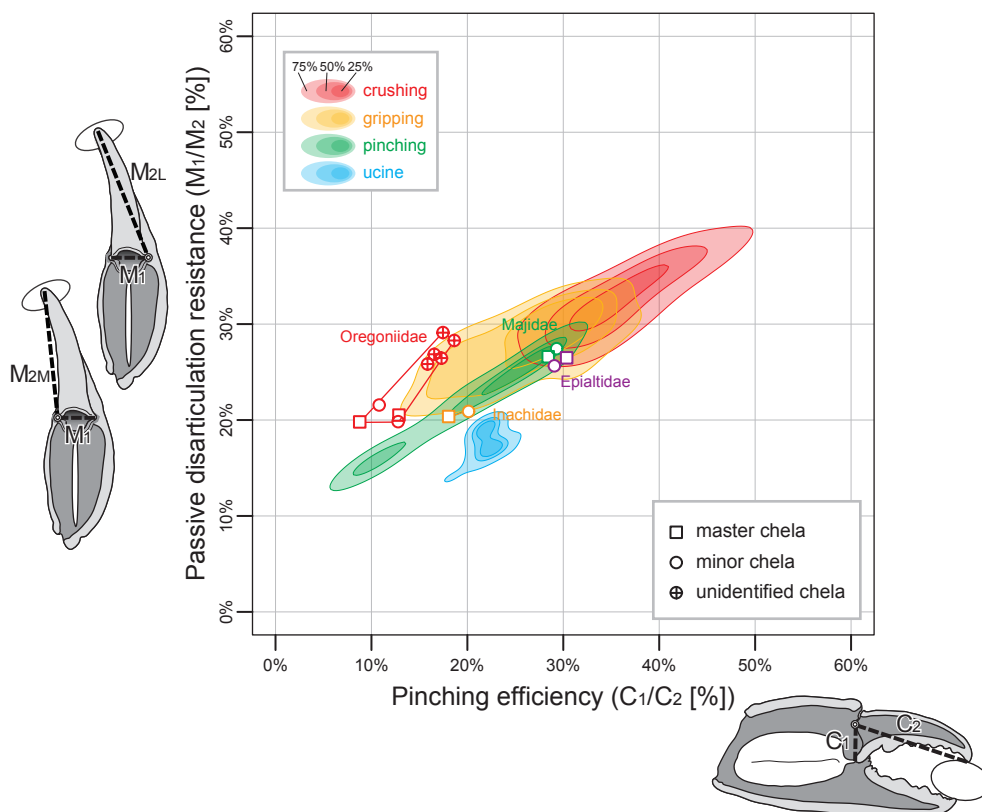 75% 50% 25%
crushing
gripping
pinching
ucine
Passive disarticulation resistance (M1/M2 [%])
60%
50%
40%
30%
20%
10%
0%
M2L
M1
M2M
M1
Oregoniidae
Majidae
Epialtidae
Inachidae
master chela
minor chela
unidentified chela
0% 10% 20% 30% 40% 50% 60%
Pinching efficiency (C1/C2 [%])
C1
C2